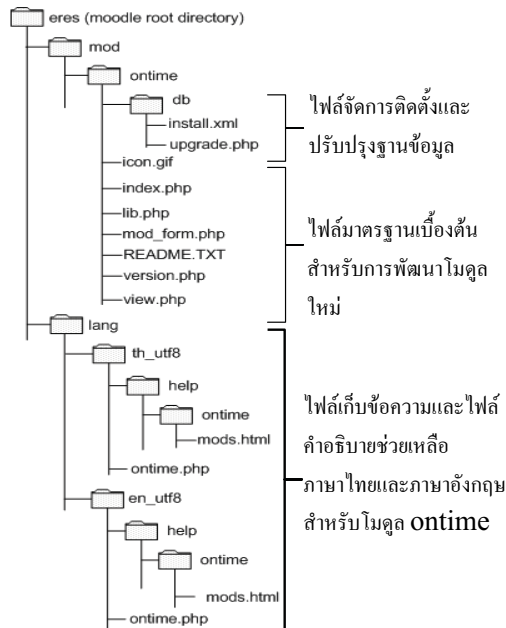 eres (moodle root directory)
mod
ontime
db
install.xml
upgrade.php
icon.gif
index.php
lib.php
mod_form.php
README.TXT
version.php
view.php
lang
th_utf8
help
ontime
mods.html
ontime.php
en_utf8
help
ontime
mods.html
ontime.php
ไฟล์จัดการติดตั้งและ
ปรับปรุงฐานข้อมูล
ไฟล์มาตรฐานเบื้องต้น
สำหรับการพัฒนาโมดูล
ใหม่
ไฟล์เก็บข้อความและไฟล์
คำอธิบายช่วยเหลือ
ภาษาไทยและภาษาอังกฤษ
สำหรับโมดูล ontime